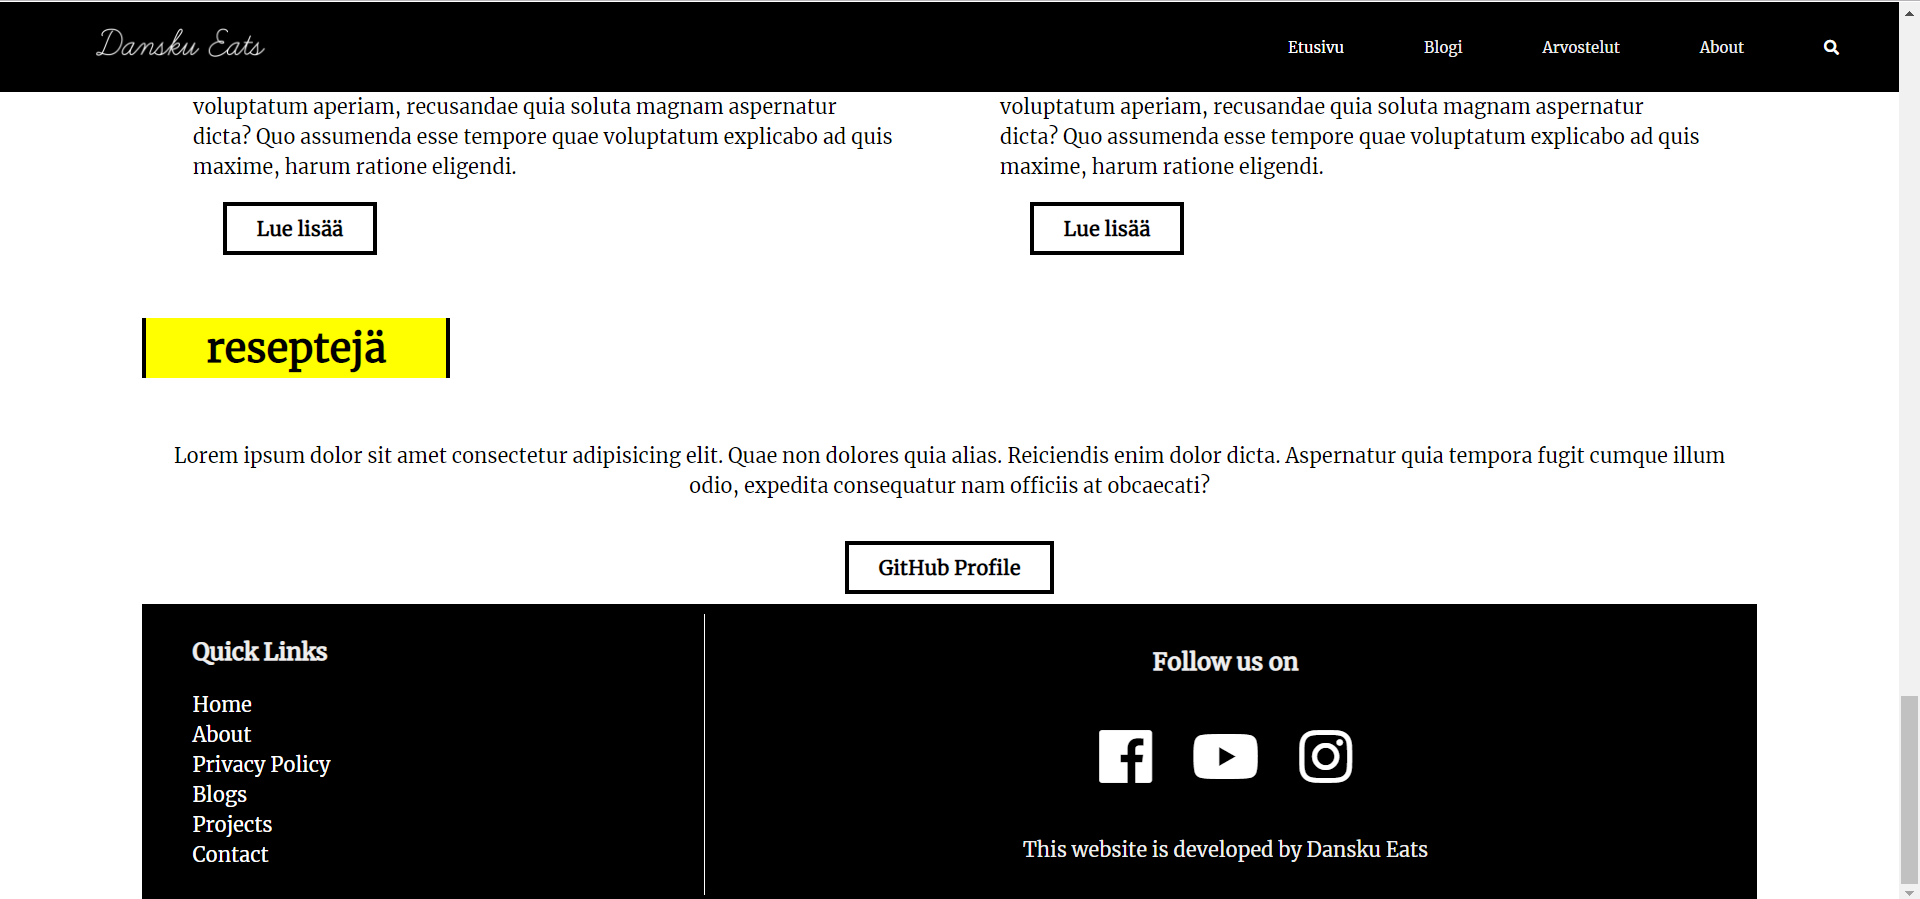 Dansku Eats
Etusivu Blogi Arvostelut About
voluptatum aperiam, recusandae quia soluta magnam aspernatur
dicta? Quo assumenda esse tempore quae voluptatum explicabo ad quis
maxime, harum ratione eligendi.
Lue lisää
voluptatum aperiam, recusandae quia soluta magnam aspernatur
dicta? Quo assumenda esse tempore quae voluptatum explicabo ad quis
maxime, harum ratione eligendi.
Lue lisää
reseptejä
Lorem ipsum dolor sit amet consectetur adipisicing elit. Quae non dolores quia alias. Reiciendis enim dolor dicta. Aspernatur quia tempora fugit cumque illum
odio, expedita consequatur nam officiis at obcaecati?
GitHub Profile
Quick Links
Home
About
Privacy Policy
Blogs
Projects
Contact
Follow us on
This website is developed by Dansku Eats